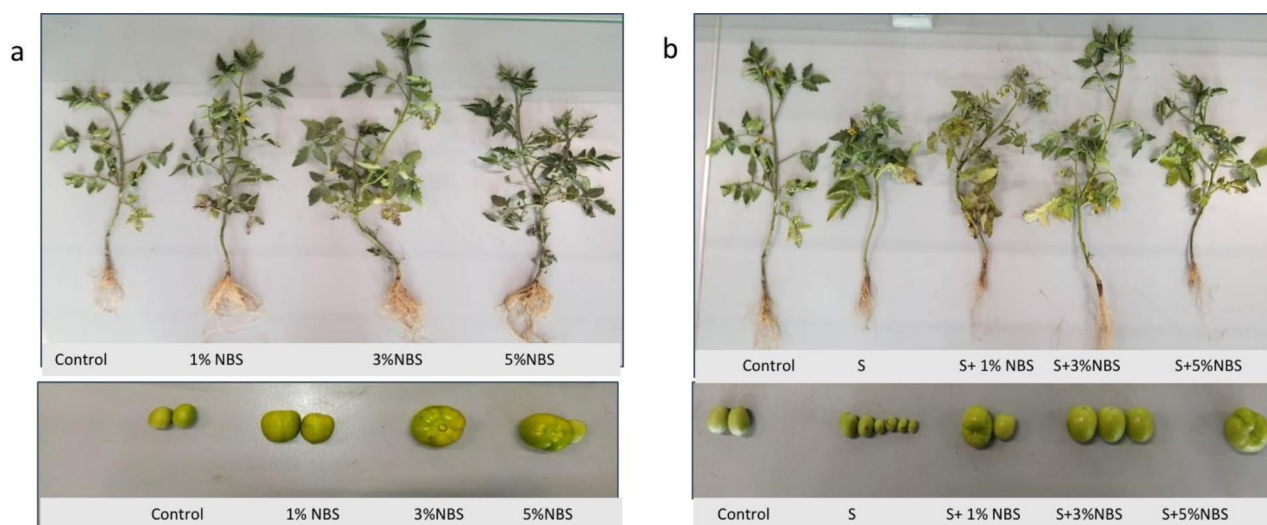 a
Control 1% NBS 3%NBS 5%NBS
Control 1% NBS 3%NBS 5%NBS
b
Control S S+ 1% NBS S+3%NBS S+5%NBS
Control S S+ 1% NBS S+3%NBS S+5%NBS